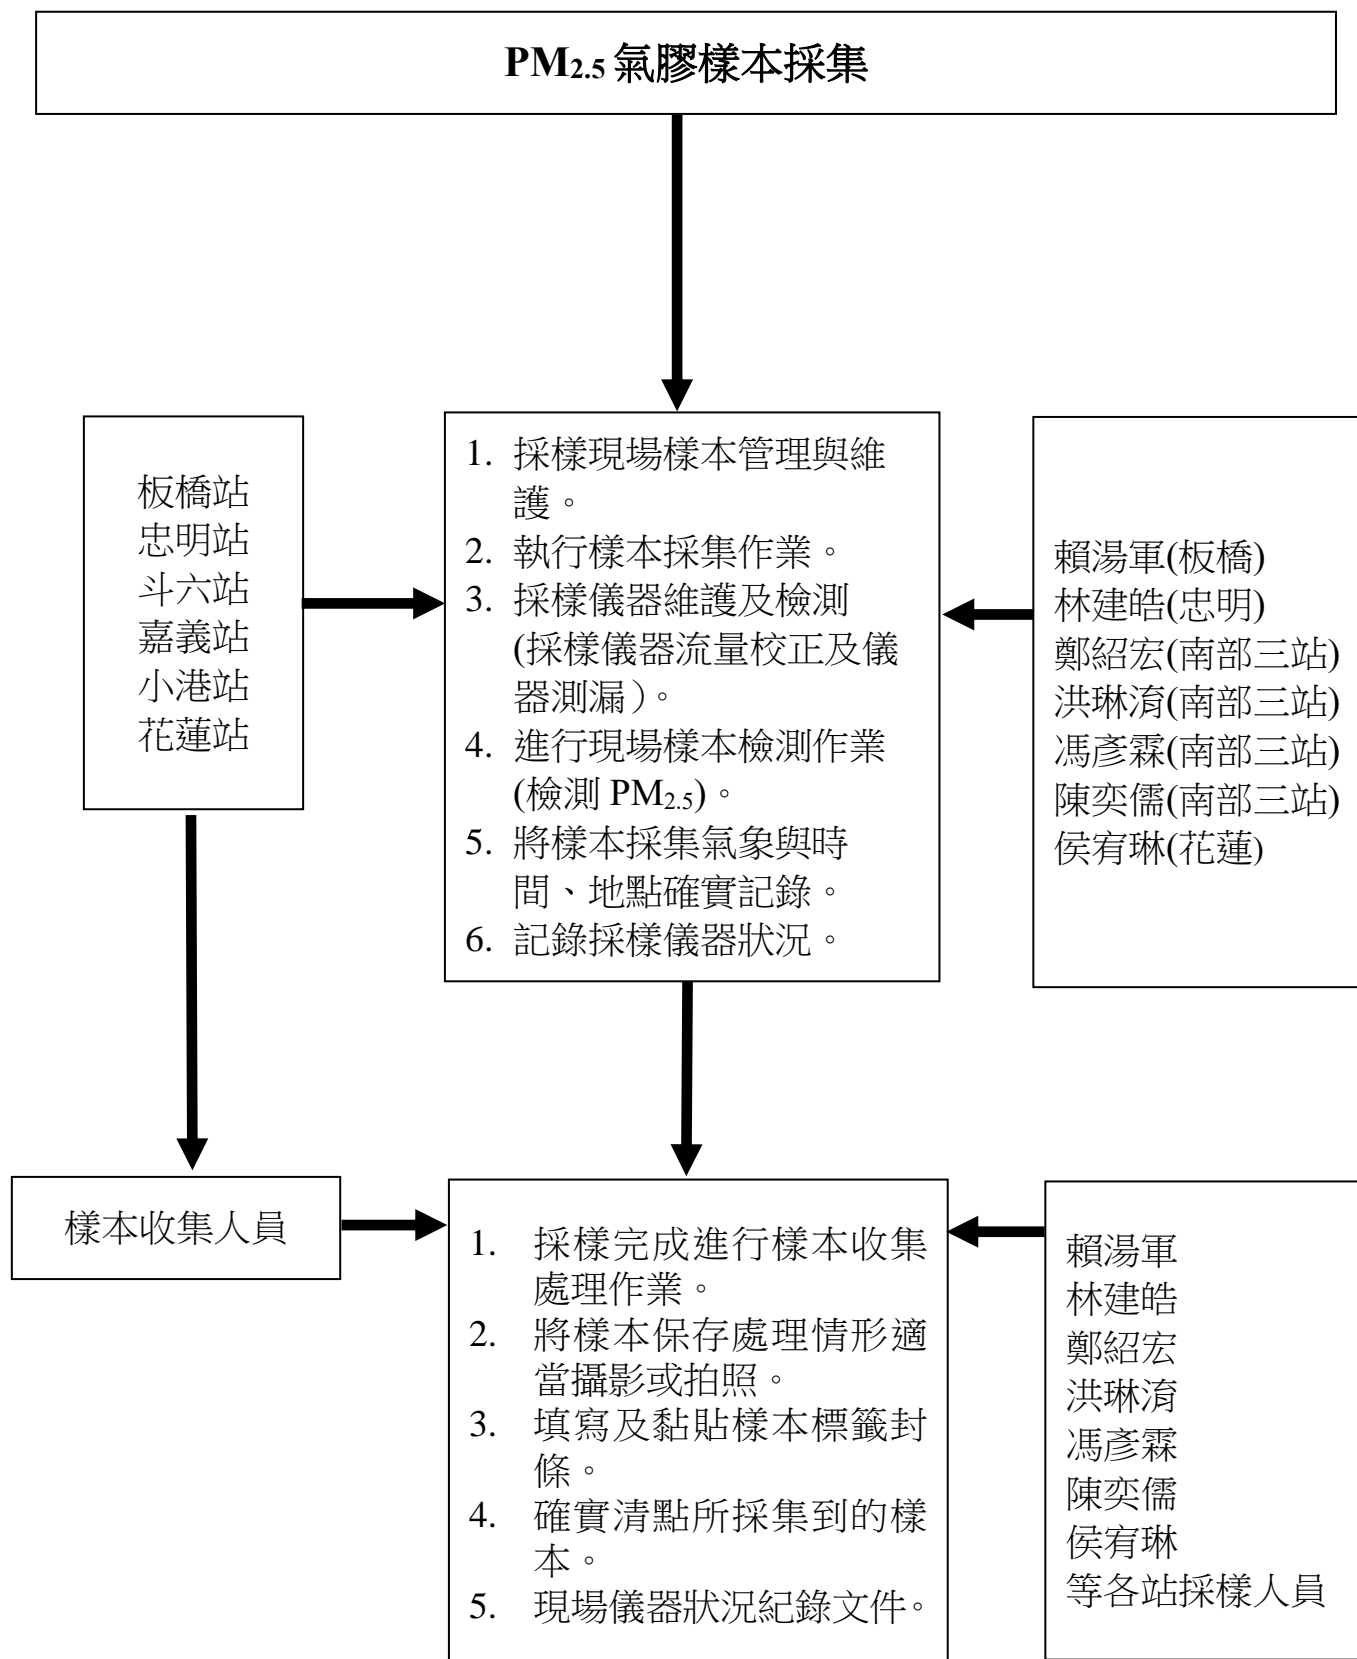 PM2.5 氣膠樣本採集
板橋站
忠明站
斗六站
嘉義站
小港站
花蓮站
1. 採樣現場樣本管理與維
護。
2. 執行樣本採集作業。
3. 採樣儀器維護及檢測
(採樣儀器流量校正及儀
器測漏)。
4. 進行現場樣本檢測作業
(檢測 PM2.5)。
5. 將樣本採集氣象與時
間、地點確實記錄。
6. 記錄採樣儀器狀況。
賴湯軍(板橋)
林建皓(忠明)
鄭紹宏(南部三站)
洪琳淯(南部三站)
馮彥霖(南部三站)
陳奕儒(南部三站)
侯宥琳(花蓮)
樣本收集人員
1. 採樣完成進行樣本收集
處理作業。
2. 將樣本保存處理情形適
當攝影或拍照。
3. 填寫及黏貼樣本標籤封
條。
4. 確實清點所採集到的樣
本。
5. 現場儀器狀況紀錄文件。
賴湯軍
林建皓
鄭紹宏
洪琳淯
馮彥霖
陳奕儒
侯宥琳
等各站採樣人員